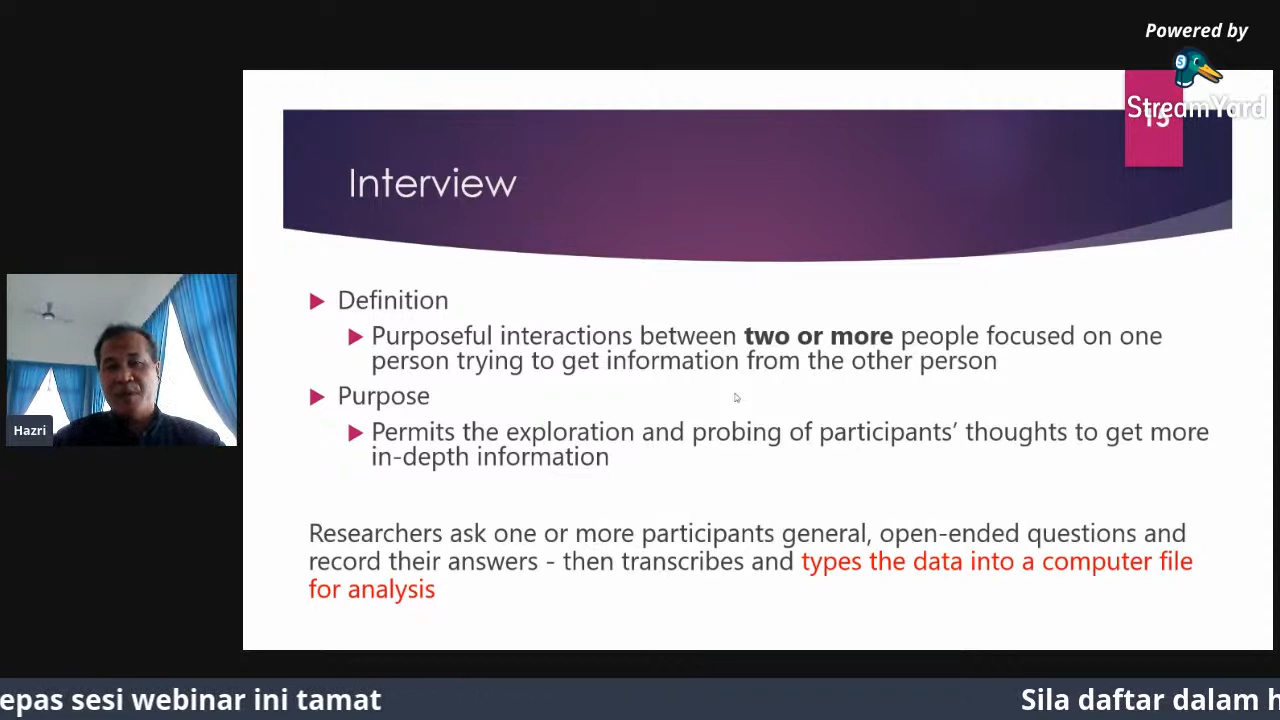 Powered by
StreamYard
15
Interview
Definition
Purposeful interactions between two or more people focused on one
person trying to get information from the other person
Purpose
Permits the exploration and probing of participants’ thoughts to get more
in-depth information
Researchers ask one or more participants general, open-ended questions and
record their answers - then transcribes and types the data into a computer file
for analysis
Hazri
epas sesi webinar ini tamat
Sila daftar dalam h